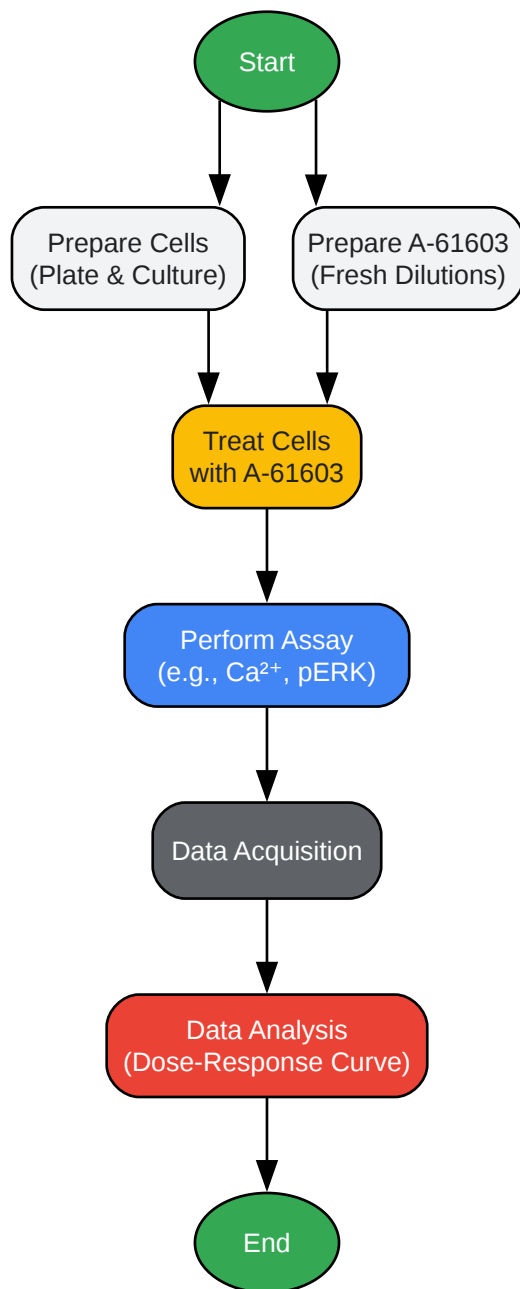 Start
Prepare Cells
(Plate & Culture)
Prepare A-61603
(Fresh Dilutions)
Treat Cells
with A-61603
Perform Assay
(e.g., Ca²⁺, pERK)
Data Acquisition
Data Analysis
(Dose-Response Curve)
End